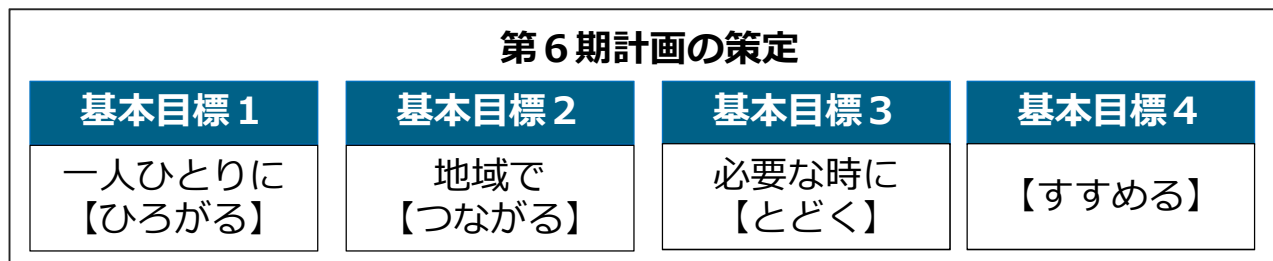 第６期計画の策定
基本目標１
一人ひとりに
【ひろがる】
基本目標２
地域で
【つながる】
基本目標３
必要な時に
【とどく】
基本目標４
【すすめる】